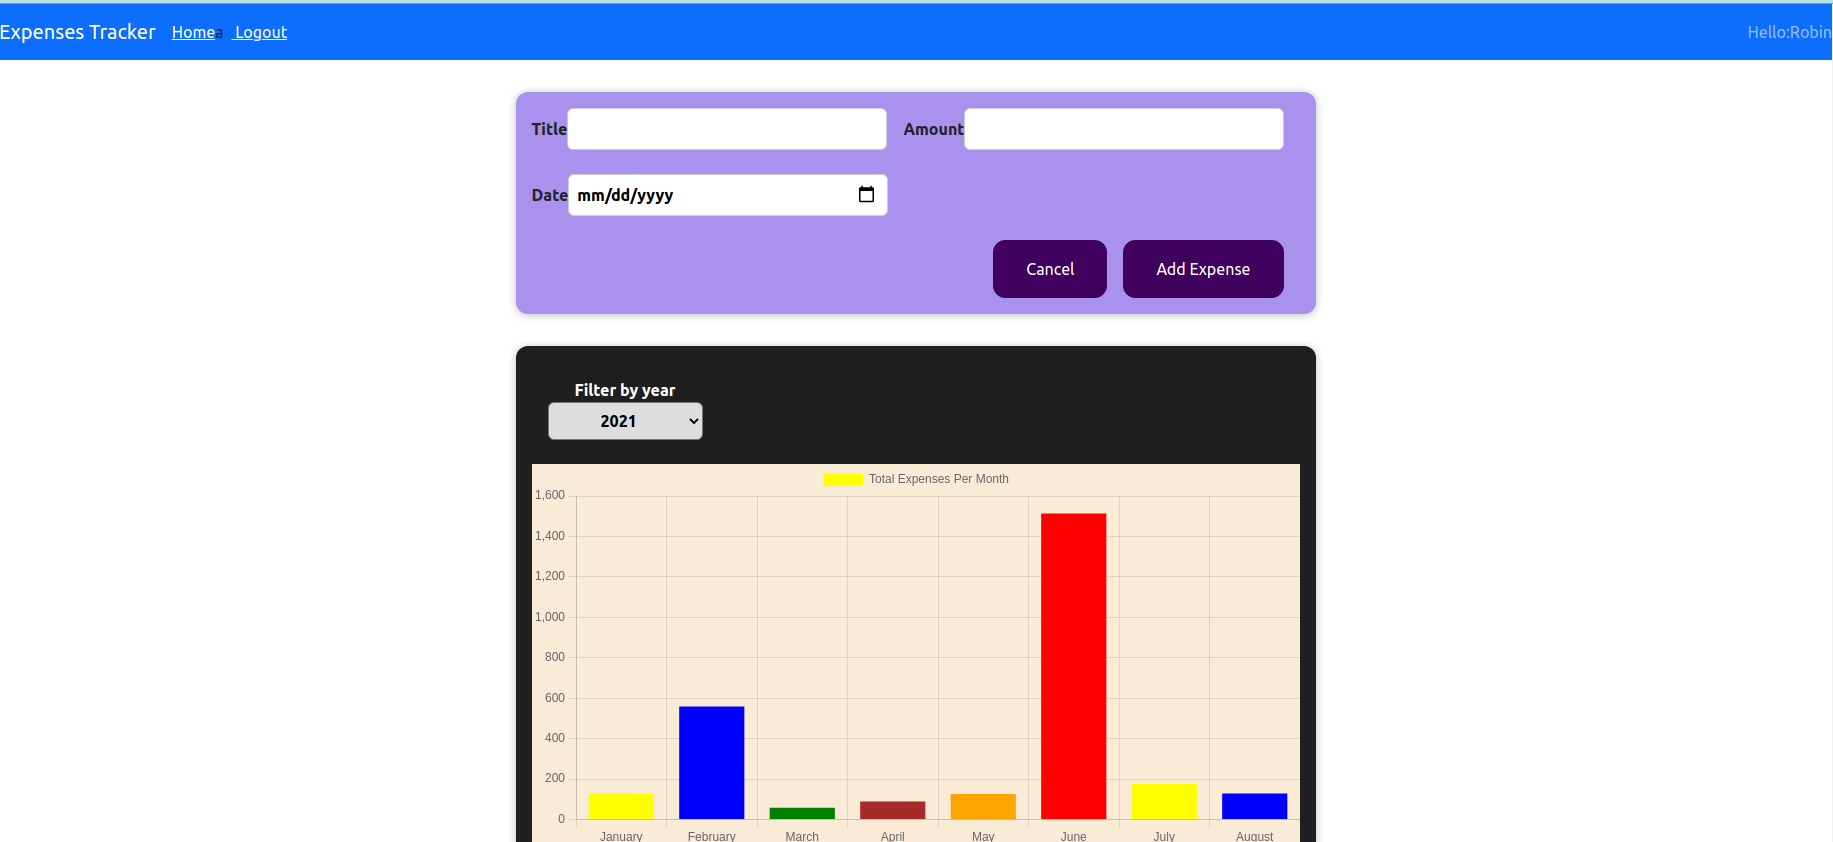 Expenses Tracker Homea Logout Hello:Robin
Title Amount
Date mm/dd/yyyy
Cancel Add Expense
Filter by year
2021
Total Expenses Per Month
1,600
1,400
1,200
1,000
800
600
400
200
0
January February March April May June July August